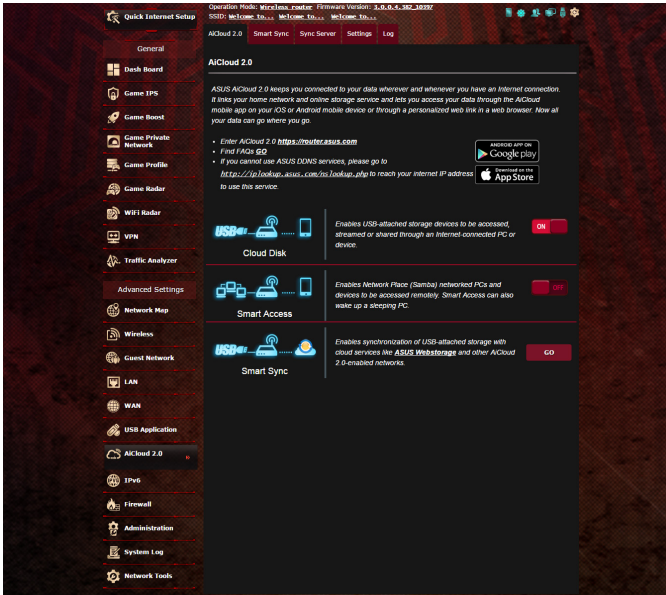 Quick Internet Setup
Operation Mode: Wireless router Firmware Version: 3.0.0.4.382_10397
SSID: Welcome to... Welcome to... Welcome to...
AiCloud 2.0 Smart Sync Sync Server Settings Log
General
Dash Board
Game IPS
Game Boost
Game Private
Network
Game Profile
Game Radar
WiFi Radar
VPN
Traffic Analyzer
Advanced Settings
Network Map
Wireless
Guest Network
LAN
WAN
USB Application
AiCloud 2.0
IPv6
Firewall
Administration
System Log
Network Tools
AiCloud 2.0
ASUS AiCloud 2.0 keeps you connected to your data wherever and whenever you have an Internet connection.
It links your home network and online storage service and lets you access your data through the AiCloud
mobile app on your iOS or Android mobile device or through a personalized web link in a web browser. Now all
your data can go where you go.
Enter AiCloud 2.0 https://router.asus.com
Find FAQs GO
If you cannot use ASUS DDNS services, please go to
http://iplookup.asus.com/nslookup.php to reach your internet IP address
to use this service.
ANDROID APP ON
Google play
Download on the
App Store
USB
Cloud Disk
Enables USB-attached storage devices to be accessed,
streamed or shared through an Internet-connected PC or
device.
ON
Smart Access
Enables Network Place (Samba) networked PCs and
devices to be accessed remotely. Smart Access can also
wake up a sleeping PC.
OFF
USB
Smart Sync
Enables synchronization of USB-attached storage with
cloud services like ASUS Webstorage and other AiCloud
2.0-enabled networks.
GO